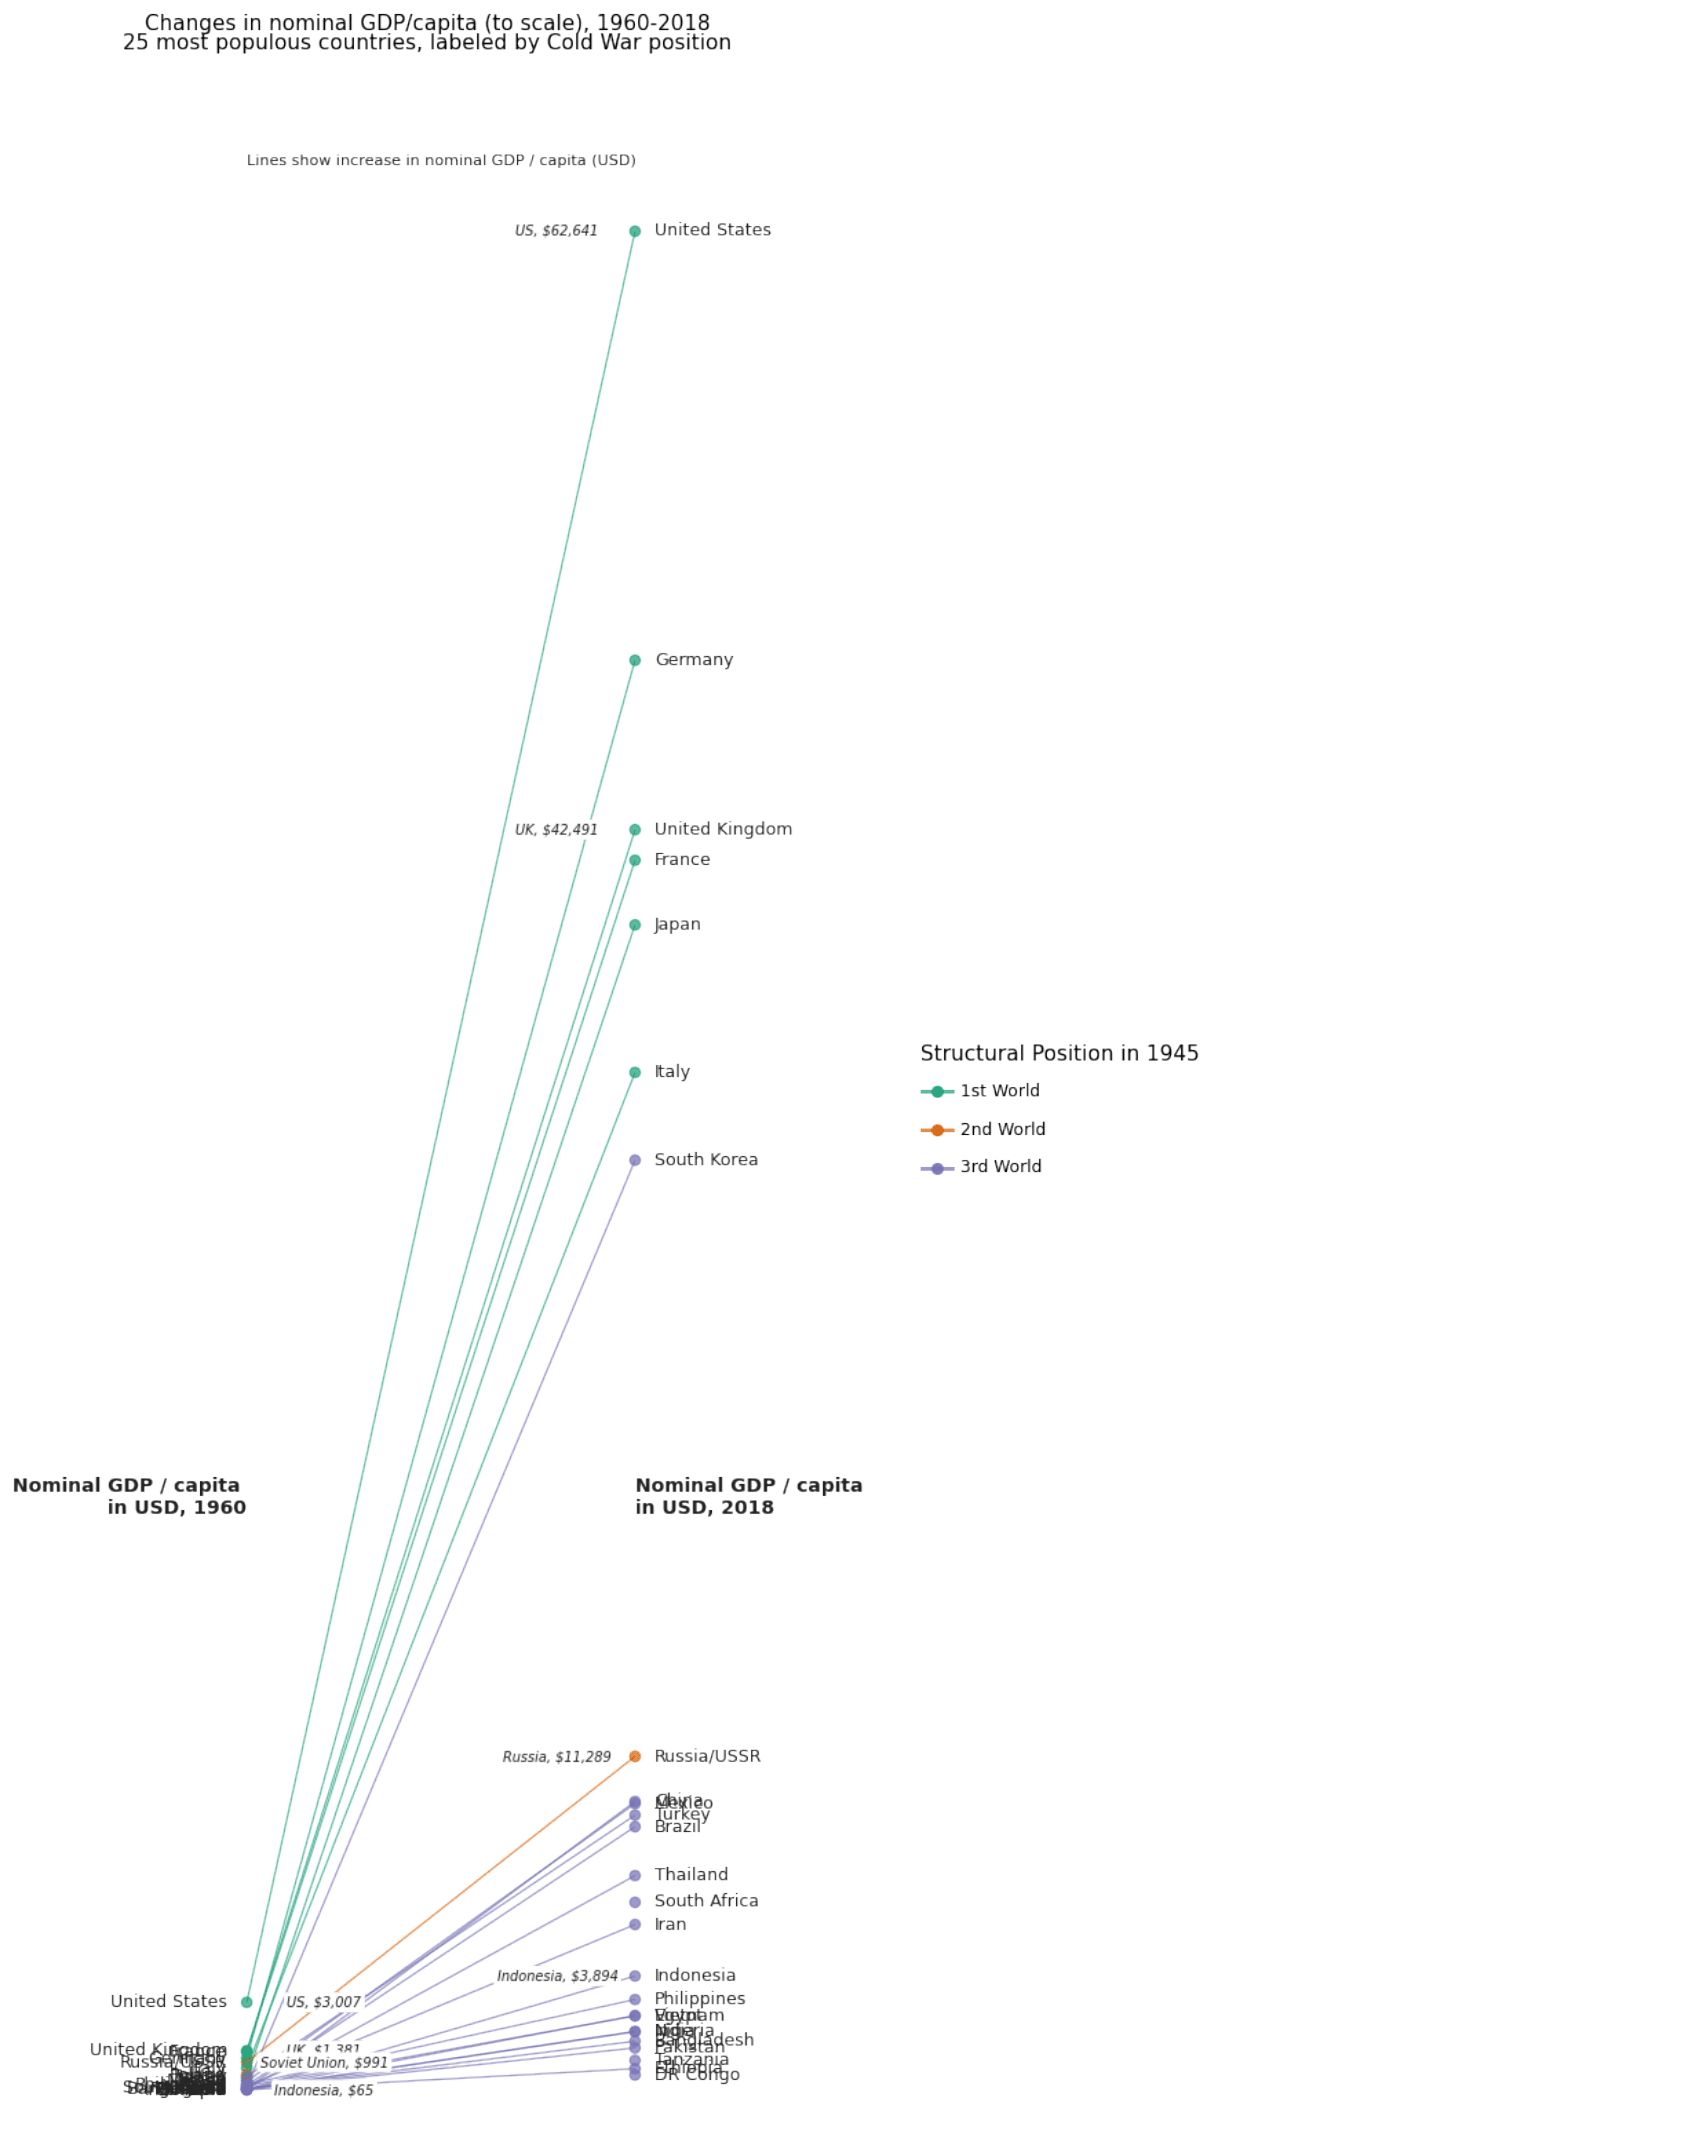 Changes in nominal GDP/capita (to scale), 1960-2018
25 most populous countries, labeled by Cold War position
Lines show increase in nominal GDP / capita (USD)
US, $62,641
United States
Germany
UK, $42,491
United Kingdom
France
Japan
Italy
South Korea
Structural Position in 1945
1st World
2nd World
3rd World
Nominal GDP / capita
in USD, 1960
Nominal GDP / capita
in USD, 2018
Russia, $11,289
Russia/USSR
China
Mexico
Turkey
Brazil
Thailand
South Africa
Iran
Indonesia, $3,894
Indonesia
Philippines
Egypt
Vietnam
Nigeria
Bangladesh
Pakistan
Tanzania
Ethiopia
DR Congo
United States
US, $3,007
United Kingdom
UK, $1,381
Germany
Russia/USSR
Soviet Union, $991
Italy
Indonesia, $65